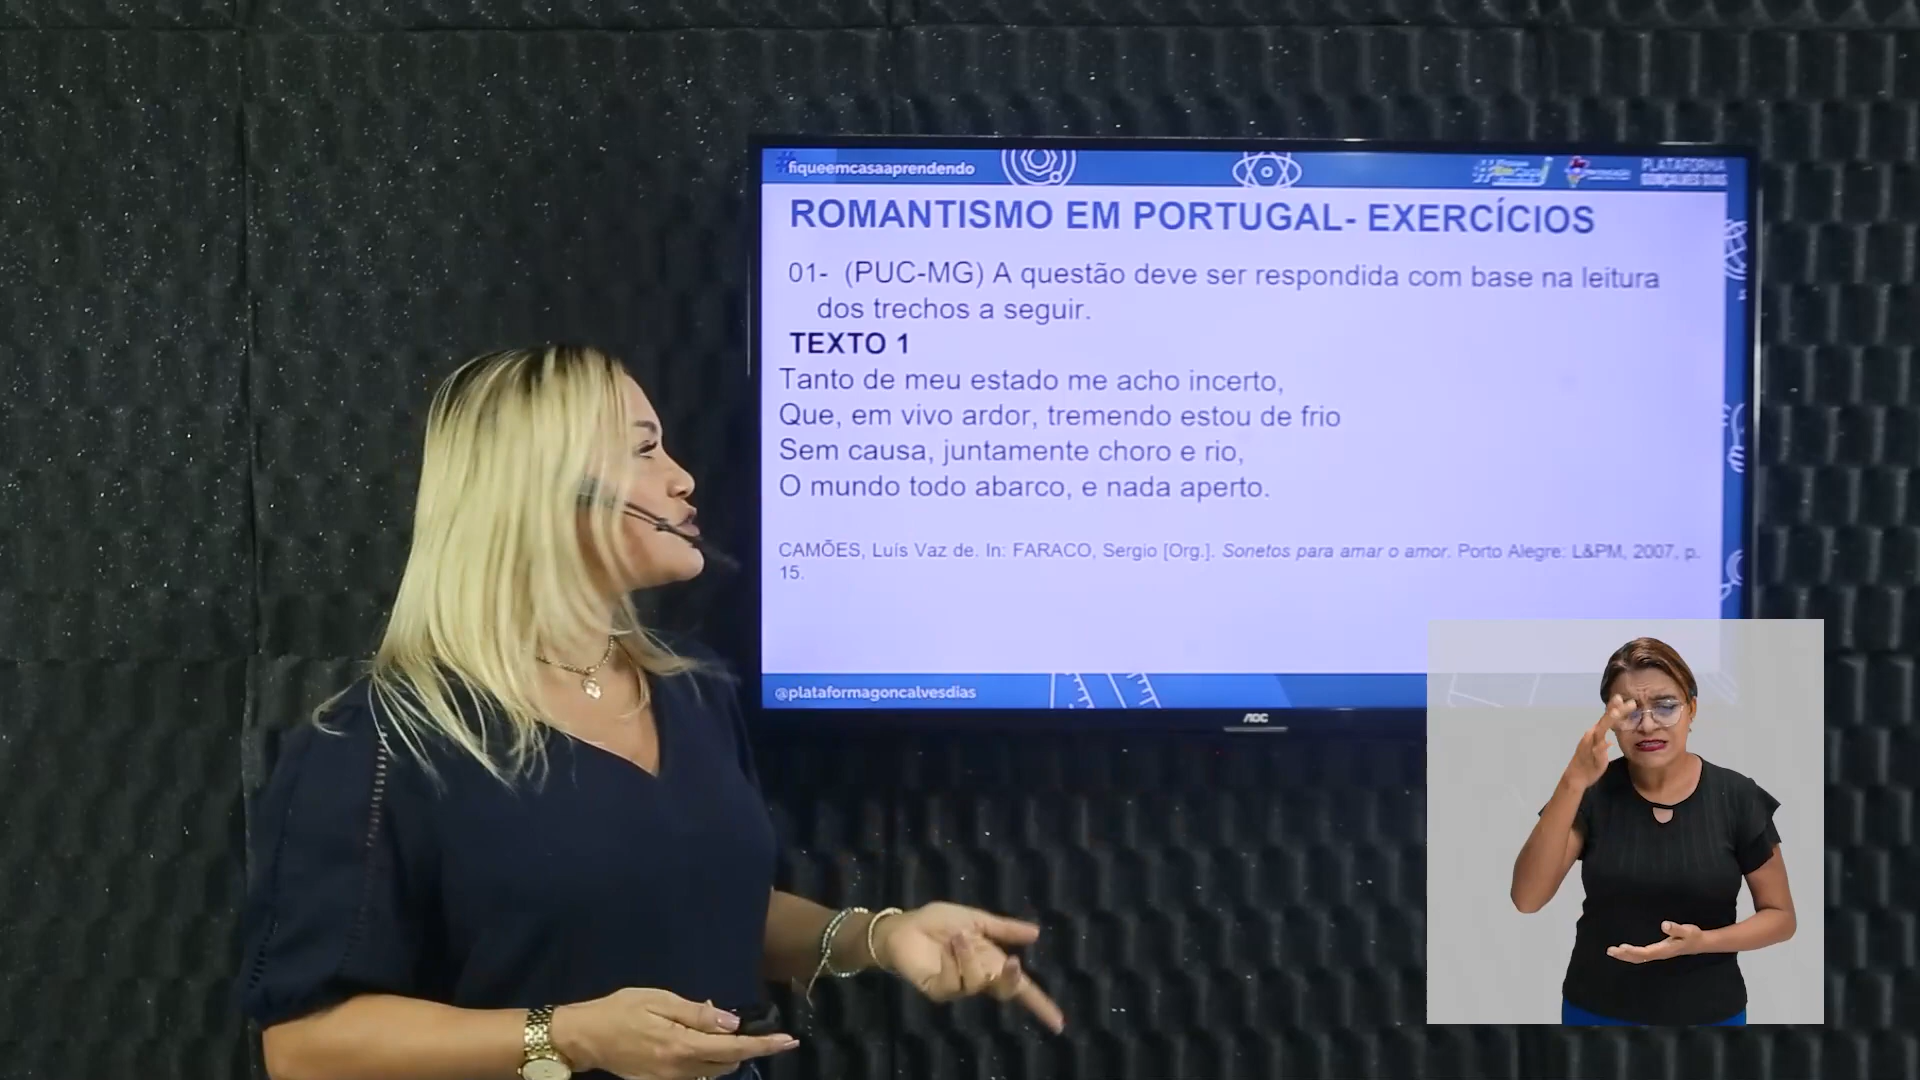 #fiqueemcasaaprendendo
PLATAFORMA
GONÇALVES DIAS
ROMANTISMO EM PORTUGAL- EXERCÍCIOS
01- (PUC-MG) A questão deve ser respondida com base na leitura
dos trechos a seguir.
TEXTO 1
Tanto de meu estado me acho incerto,
Que, em vivo ardor, tremendo estou de frio
Sem causa, juntamente choro e rio,
O mundo todo abarco, e nada aperto.
CAMÕES, Luís Vaz de. In: FARACO, Sergio [Org.]. Sonetos para amar o amor. Porto Alegre: L&PM, 2007, p.
15.
@plataformagoncalvesdias
AOC